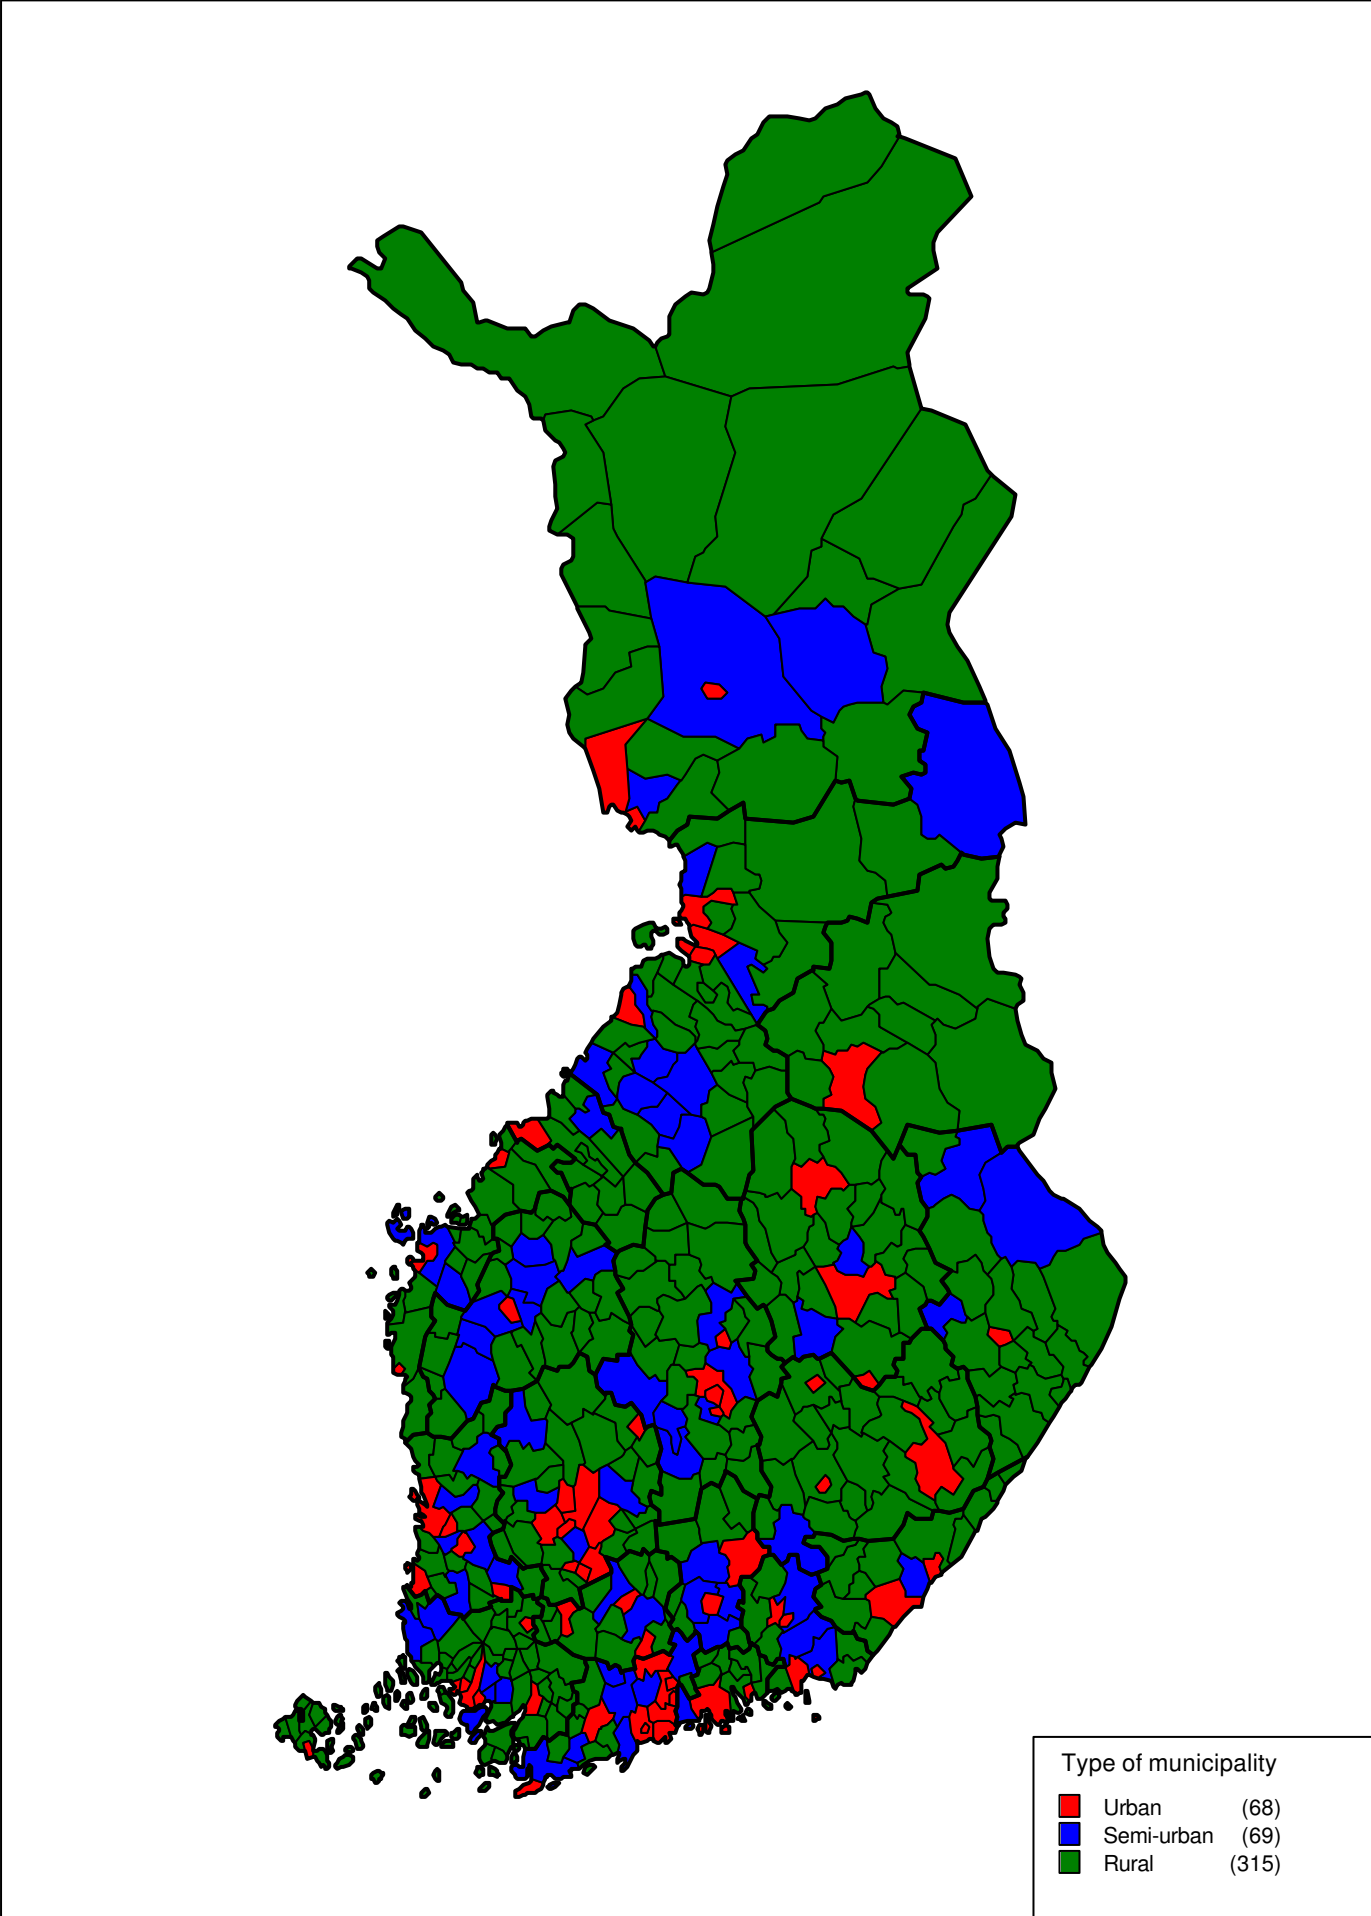 Type of municipality
Urban (68)
Semi-urban (69)
Rural (315)